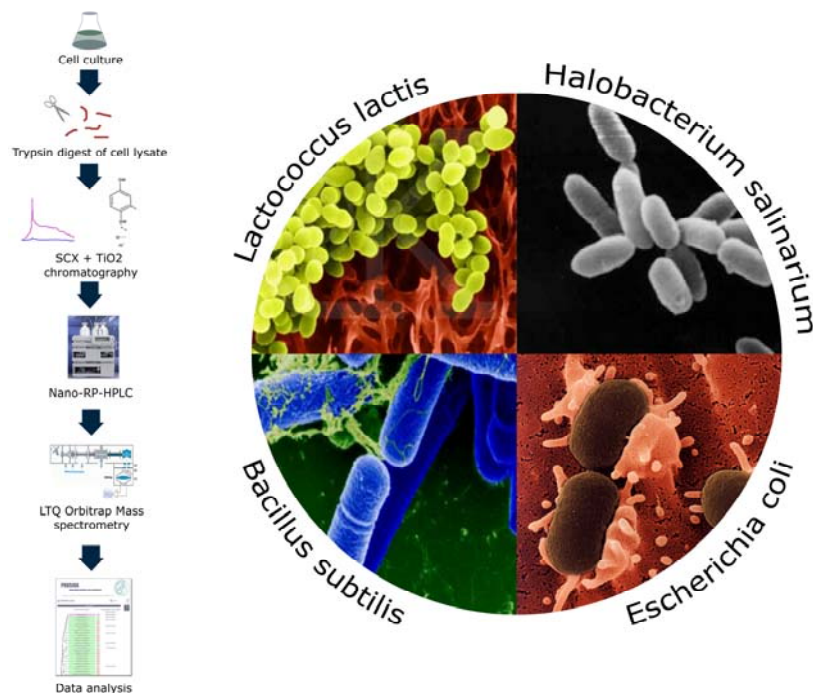 Cell culture
Trypsin digest of cell lysate
SCX + TiO2
chromatography
Nano-RP-HPLC
LTQ Orbitrap Mass
spectrometry
Data analysis
Lactococcus lactis
Halobacterium salinarium
Bacillus subtilis
Escherichia coli